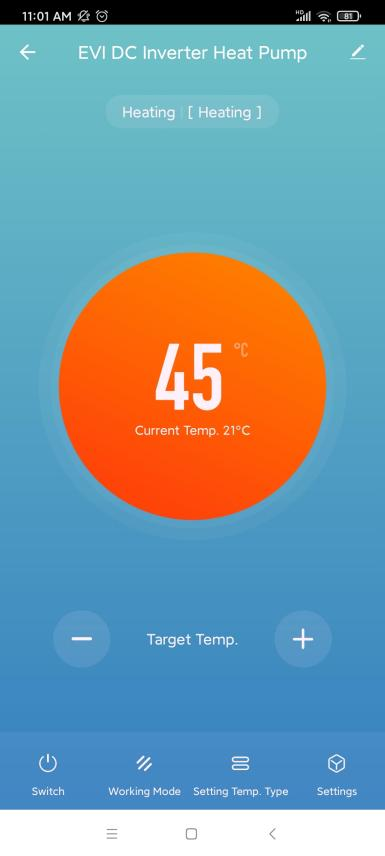 11:01 AM HD 81
EVI DC Inverter Heat Pump
Heating [ Heating ]
45 °C
Current Temp. 21°C
Target Temp.
Switch Working Mode Setting Temp. Type Settings